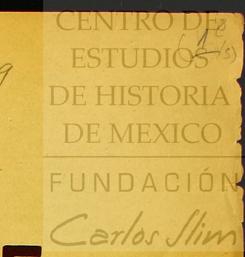 CENTRO DE
ESTUDIOS
DE HISTORIA
DE MEXICO
FUNDACIÓN
Carlos Slim